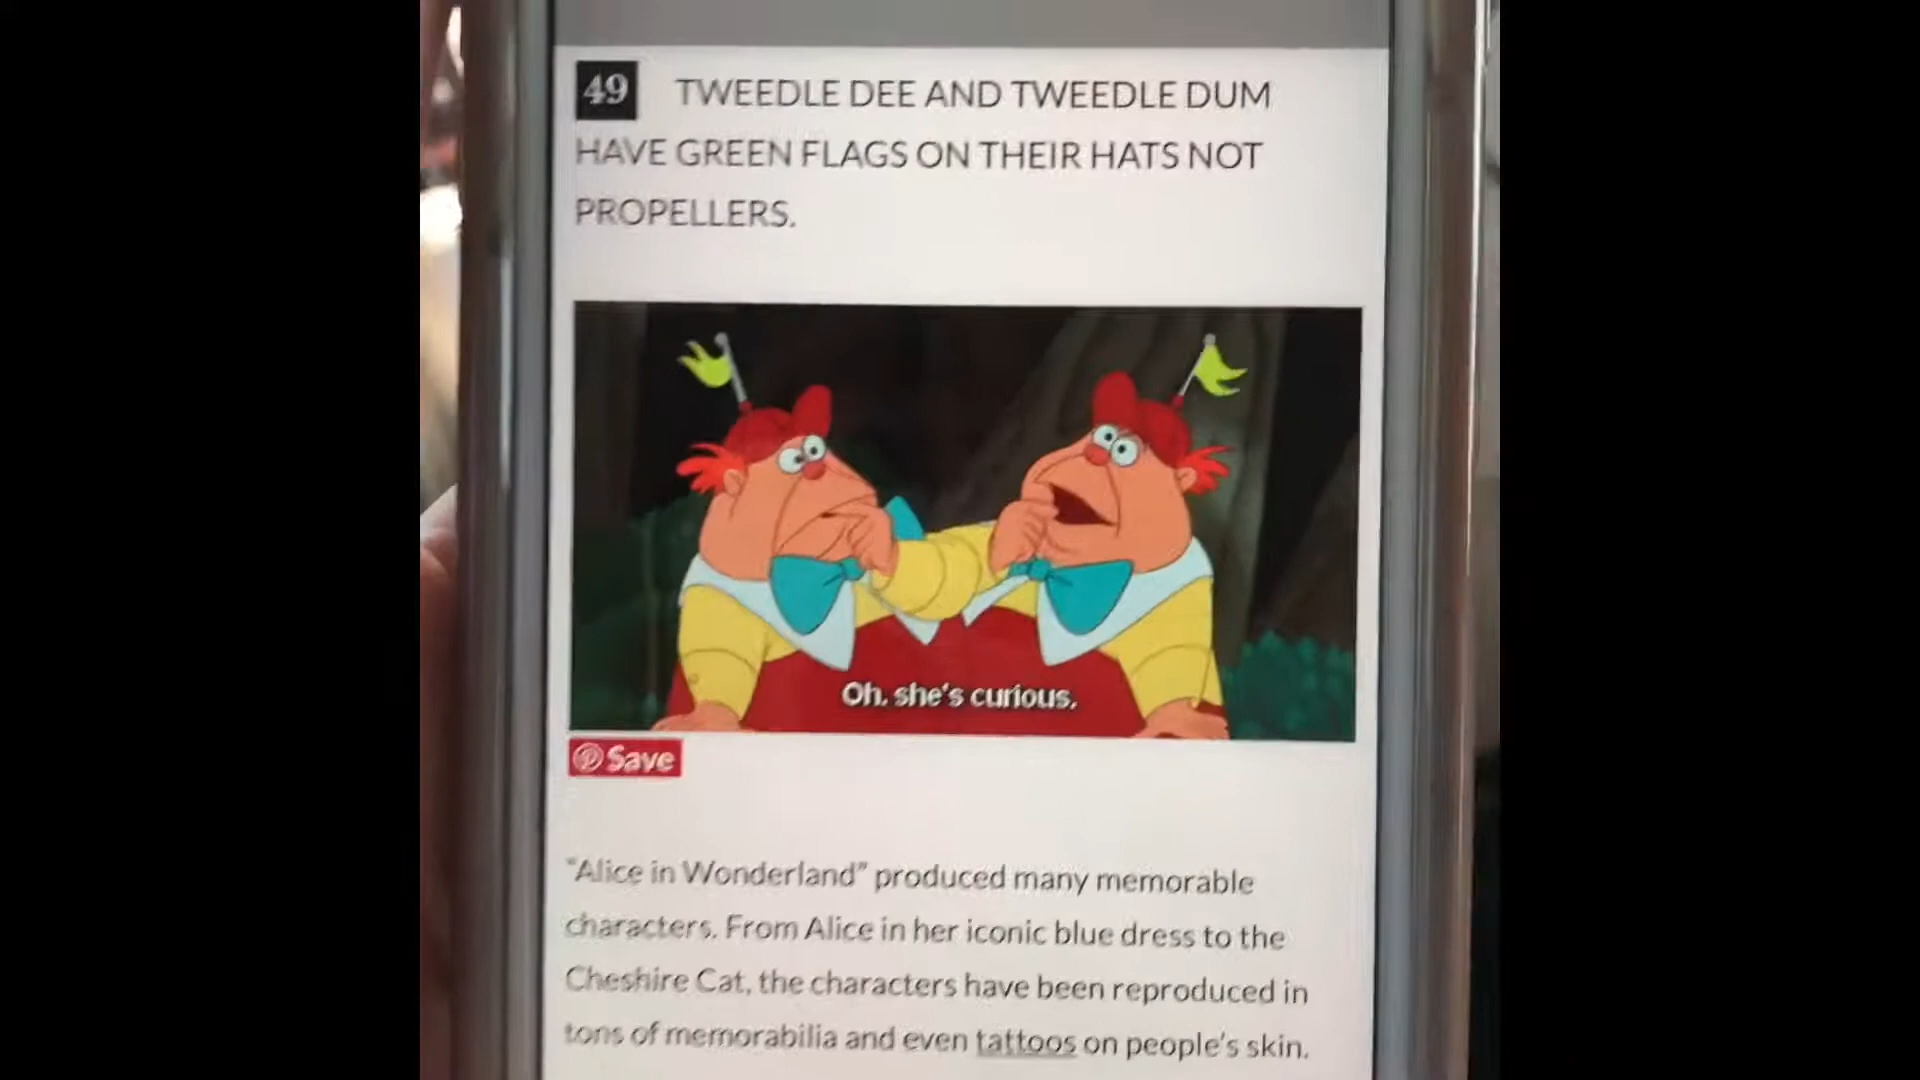 49 TWEEDLE DEE AND TWEEDLE DUM
HAVE GREEN FLAGS ON THEIR HATS NOT
PROPELLERS.
Oh, she's curious.
Save
"Alice in Wonderland" produced many memorable
characters. From Alice in her iconic blue dress to the
Cheshire Cat, the characters have been reproduced in
tons of memorabilia and even tattoos on people's skin.